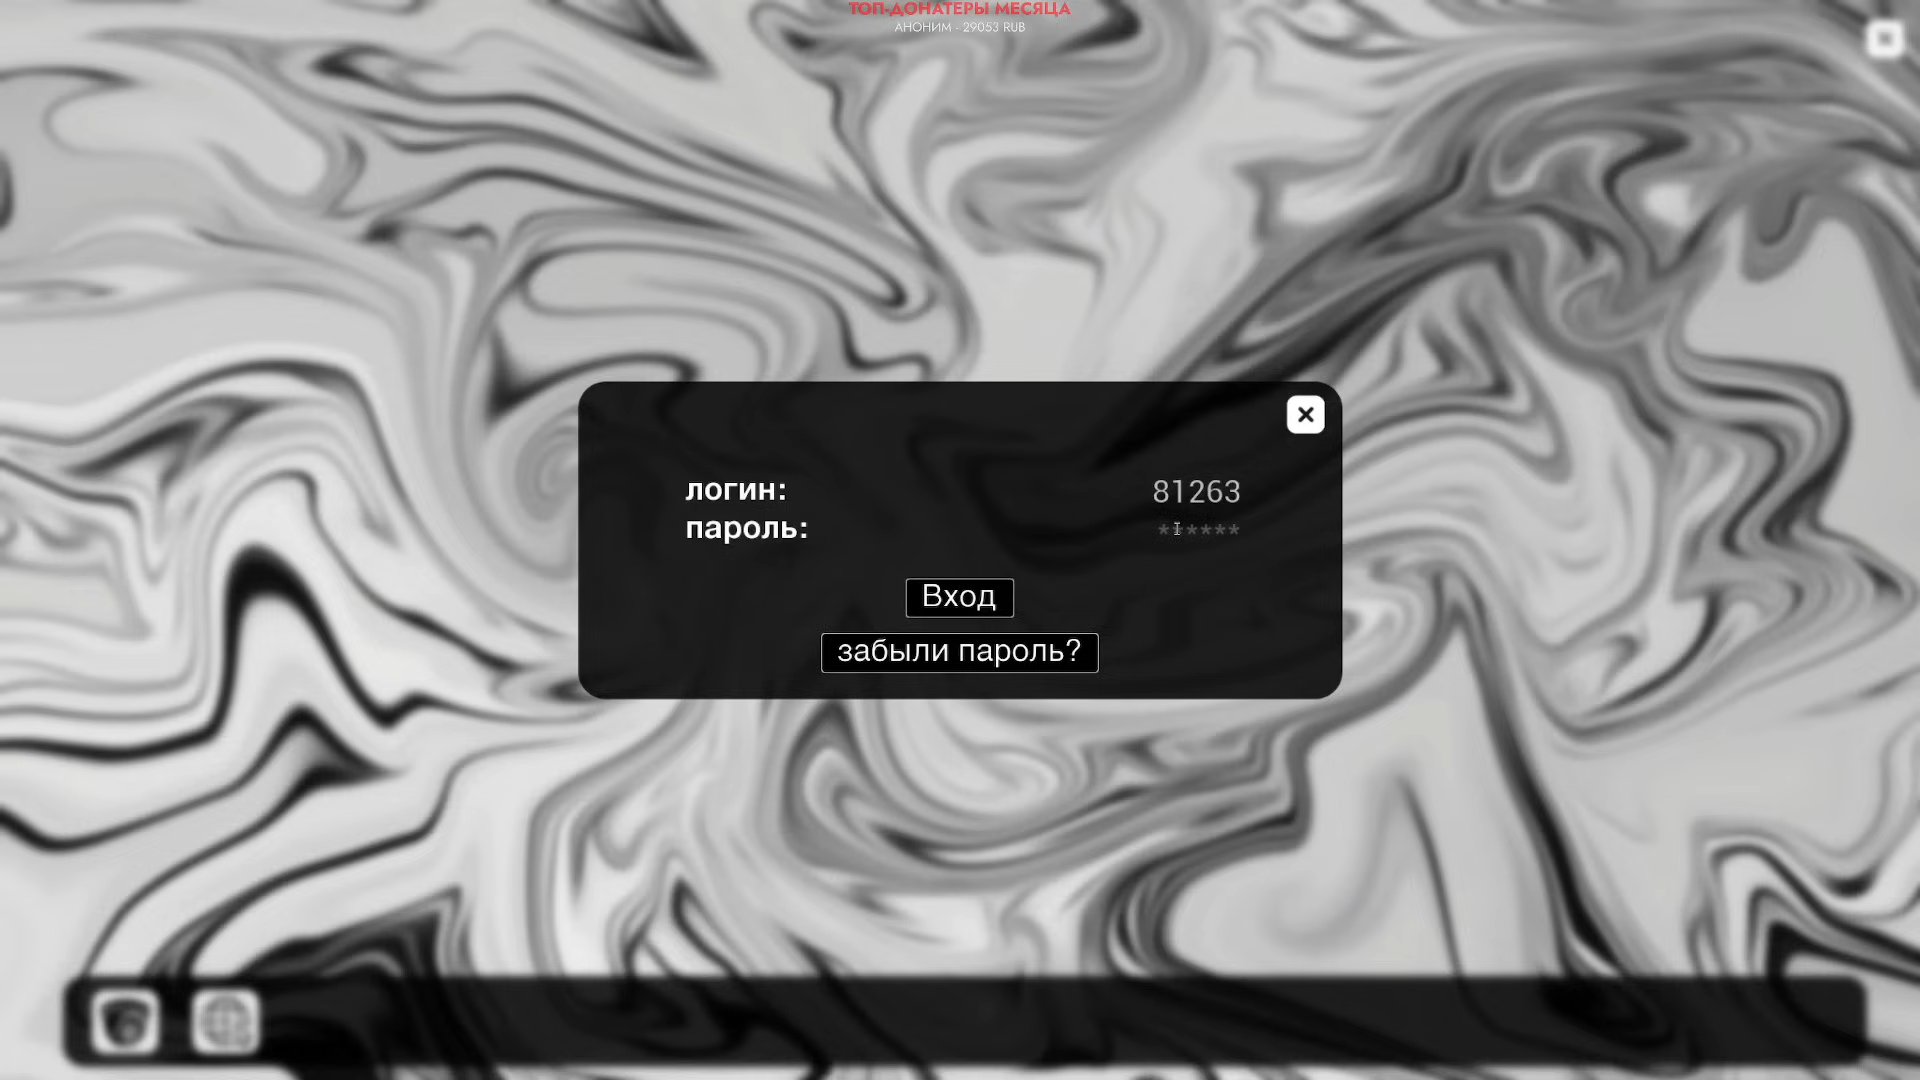 ТОП-ДОНАТЕРЫ МЕСЯЦА
АНОНИМ - 29053 RUB
логин: 81263
пароль: ******
Вход
забыли пароль?